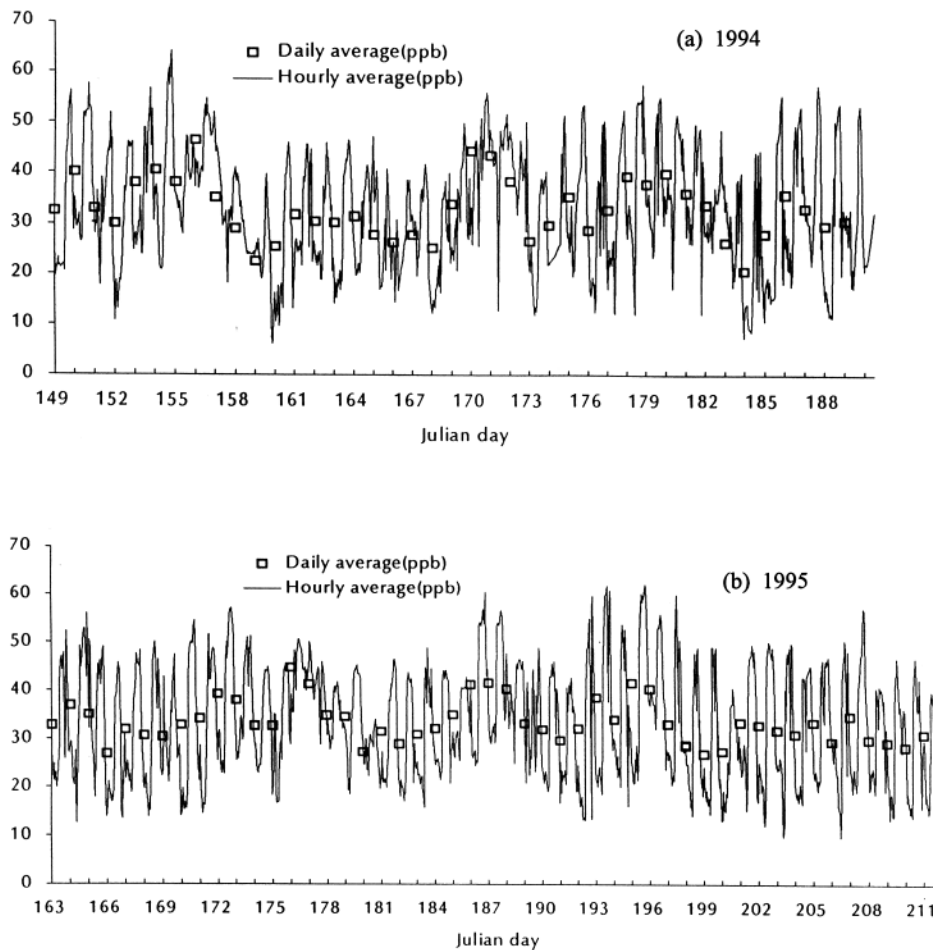 70
60
50
40
30
20
10
0
Daily average(ppb)
Hourly average(ppb)
(a) 1994
149 152 155 158 161 164 167 170 173 176 179 182 185 188
Julian day
70
60
50
40
30
20
10
0
Daily average(ppb)
Hourly average(ppb)
(b) 1995
163 166 169 172 175 178 181 184 187 190 193 196 199 202 205 208 211
Julian day